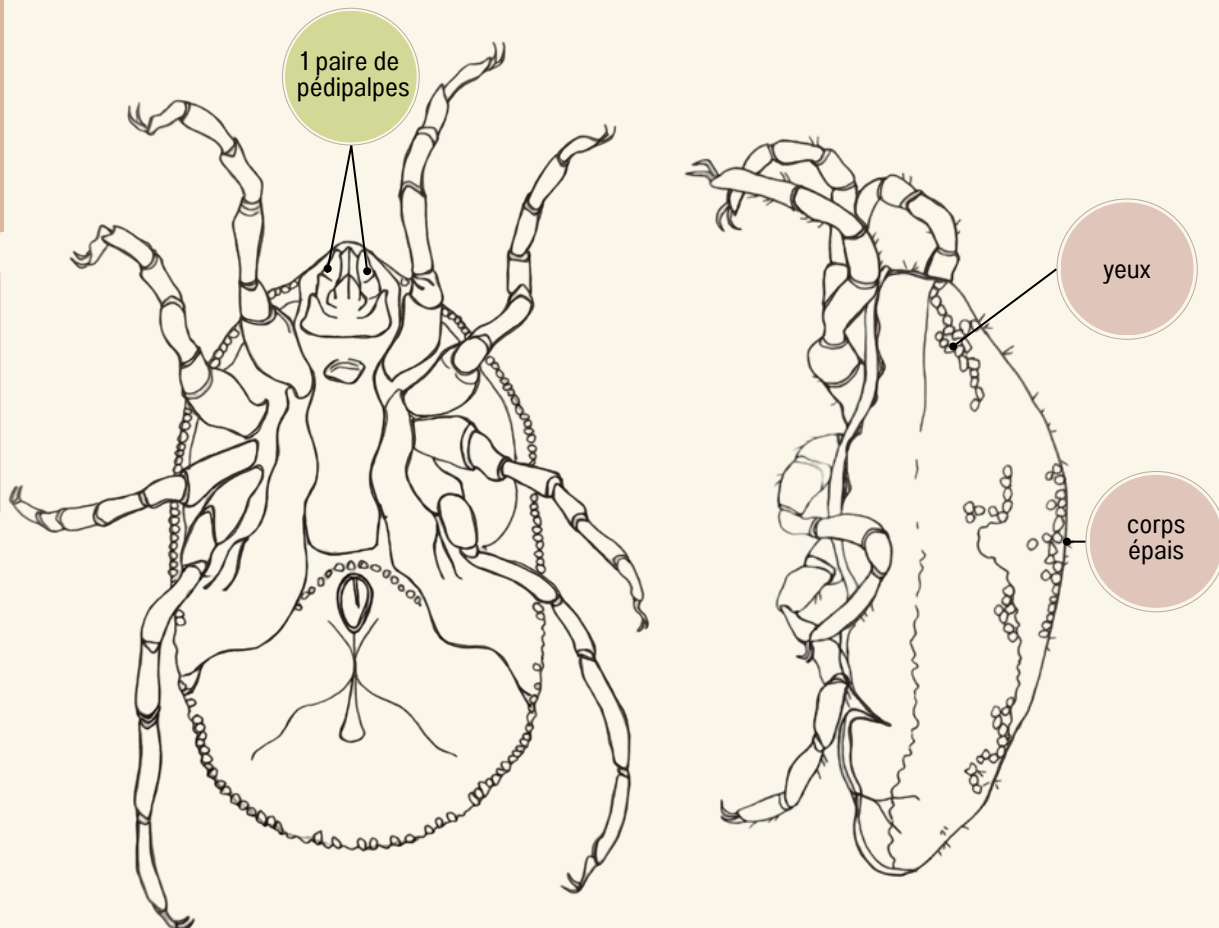 1 paire de
pédipalpes
yeux
corps
épais